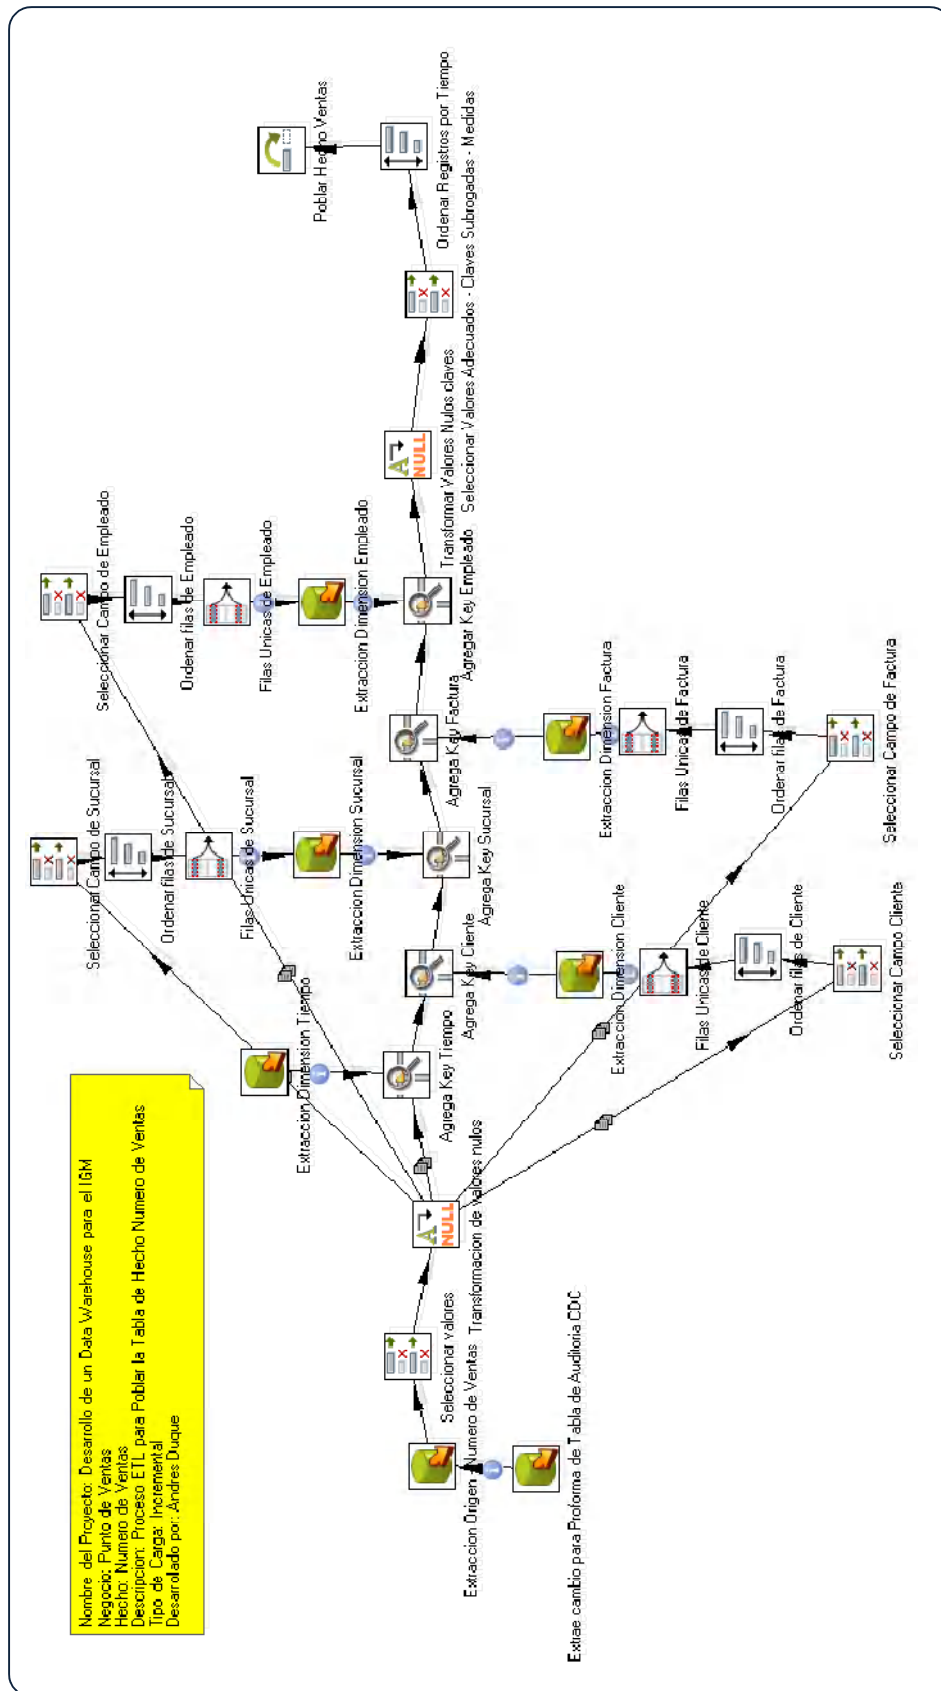 Nombre del Proyecto: Desarrollo de un Data Warehouse para el IGM
Negocio: Punto de Ventas
Hecho: Numero de Ventas
Descripcion: Proceso ETL para Poblar la Tabla de Hecho Numero de Ventas
Tipo de Carga: Incremental
Desarrollado por: Andres Duque
Seleccionar Campo de Sucursal
Seleccionar Campo de Empleado
Ordenar filas de Sucursal
Ordenar filas de Empleado
Filas Unicas de Sucursal
Filas Unicas de Empleado
Extraccion Dimension Tiempo
Extraccion Dimension Sucursal
Extraccion Dimension Empleado
Poblar Hecho Ventas
Seleccionar valores
NULL
Transformacion de valores nulos
Agrega Key Tiempo
Agrega Key Cliente
Agrega Key Sucursal
Agrega Key Factura
Agregar Key Empleado
NULL
Transformar Valores Nulos claves
Seleccionar Valores Adecuados - Claves Subrogadas - Medidas
Ordenar Registros por Tiempo
Extraccion Origen - Numero de Ventas
Extrae cambio para Proforma de Tabla de Auditoria CDC
Extraccion Dimension Cliente
Extraccion Dimension Factura
Filas Unicas de Cliente
Filas Unicas de Factura
Ordenar filas de Cliente
Ordenar filas de Factura
Seleccionar Campo Cliente
Seleccionar Campo de Factura